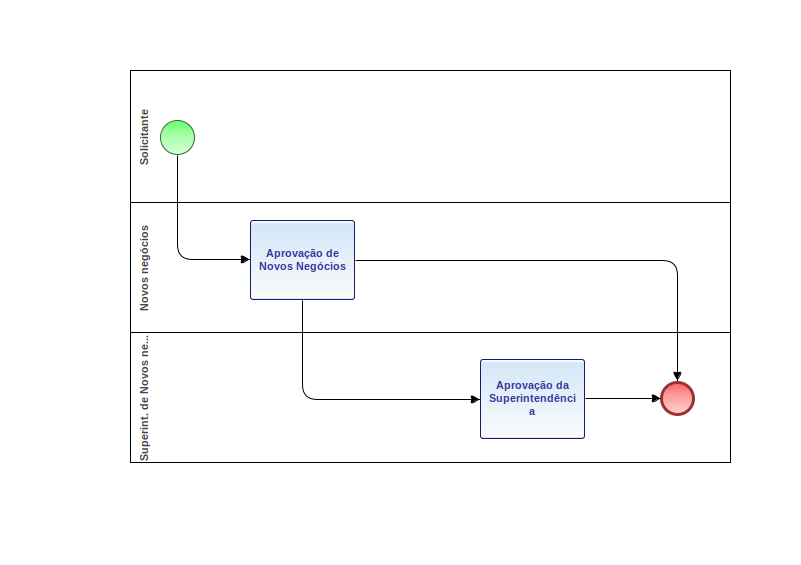 Solicitante
Novos negócios
Aprovação de
Novos Negócios
Superint. de Novos ne...
Aprovação da
Superintendênci
a